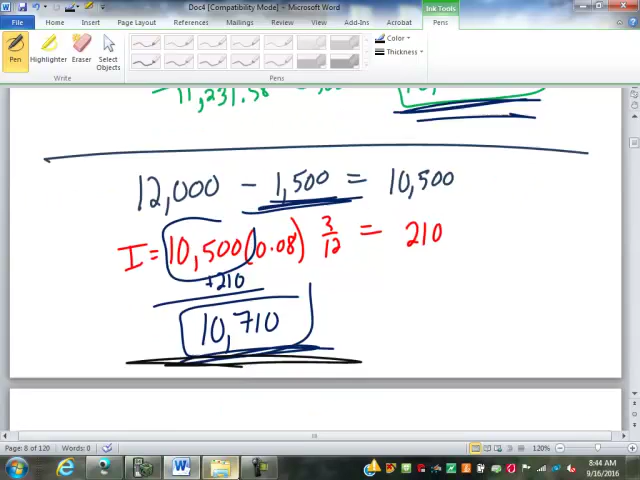 Doc4 [Compatibility Mode] - Microsoft Word
Ink Tools
File Home Insert Page Layout References Mailings Review View Add-Ins Acrobat Pens
Pen Highlighter Eraser Select Objects
Color
Thickness
Write Pens
12,000 - 1,500 = 10,500
I = 10,500(0.08) 3/12 = 210
+210
10,710
Page: 8 of 120 Words: 0 120%
8:44 AM
9/16/2016